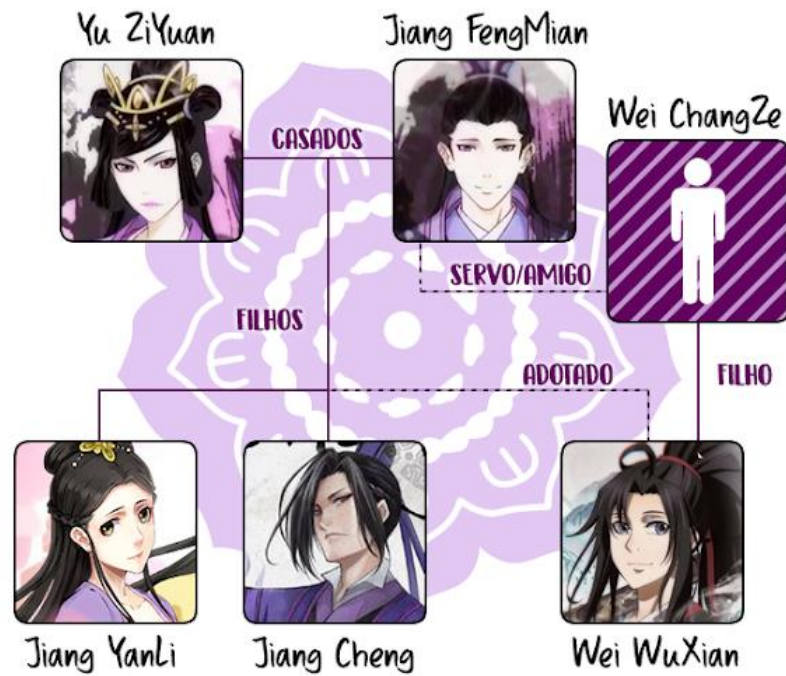 Yu ZiYuan
Jiang FengMian
Wei ChangZe
CASADOS
SERVO/AMIGO
FILHOS
ADOTADO
FILHO
Jiang YanLi
Jiang Cheng
Wei WuXian